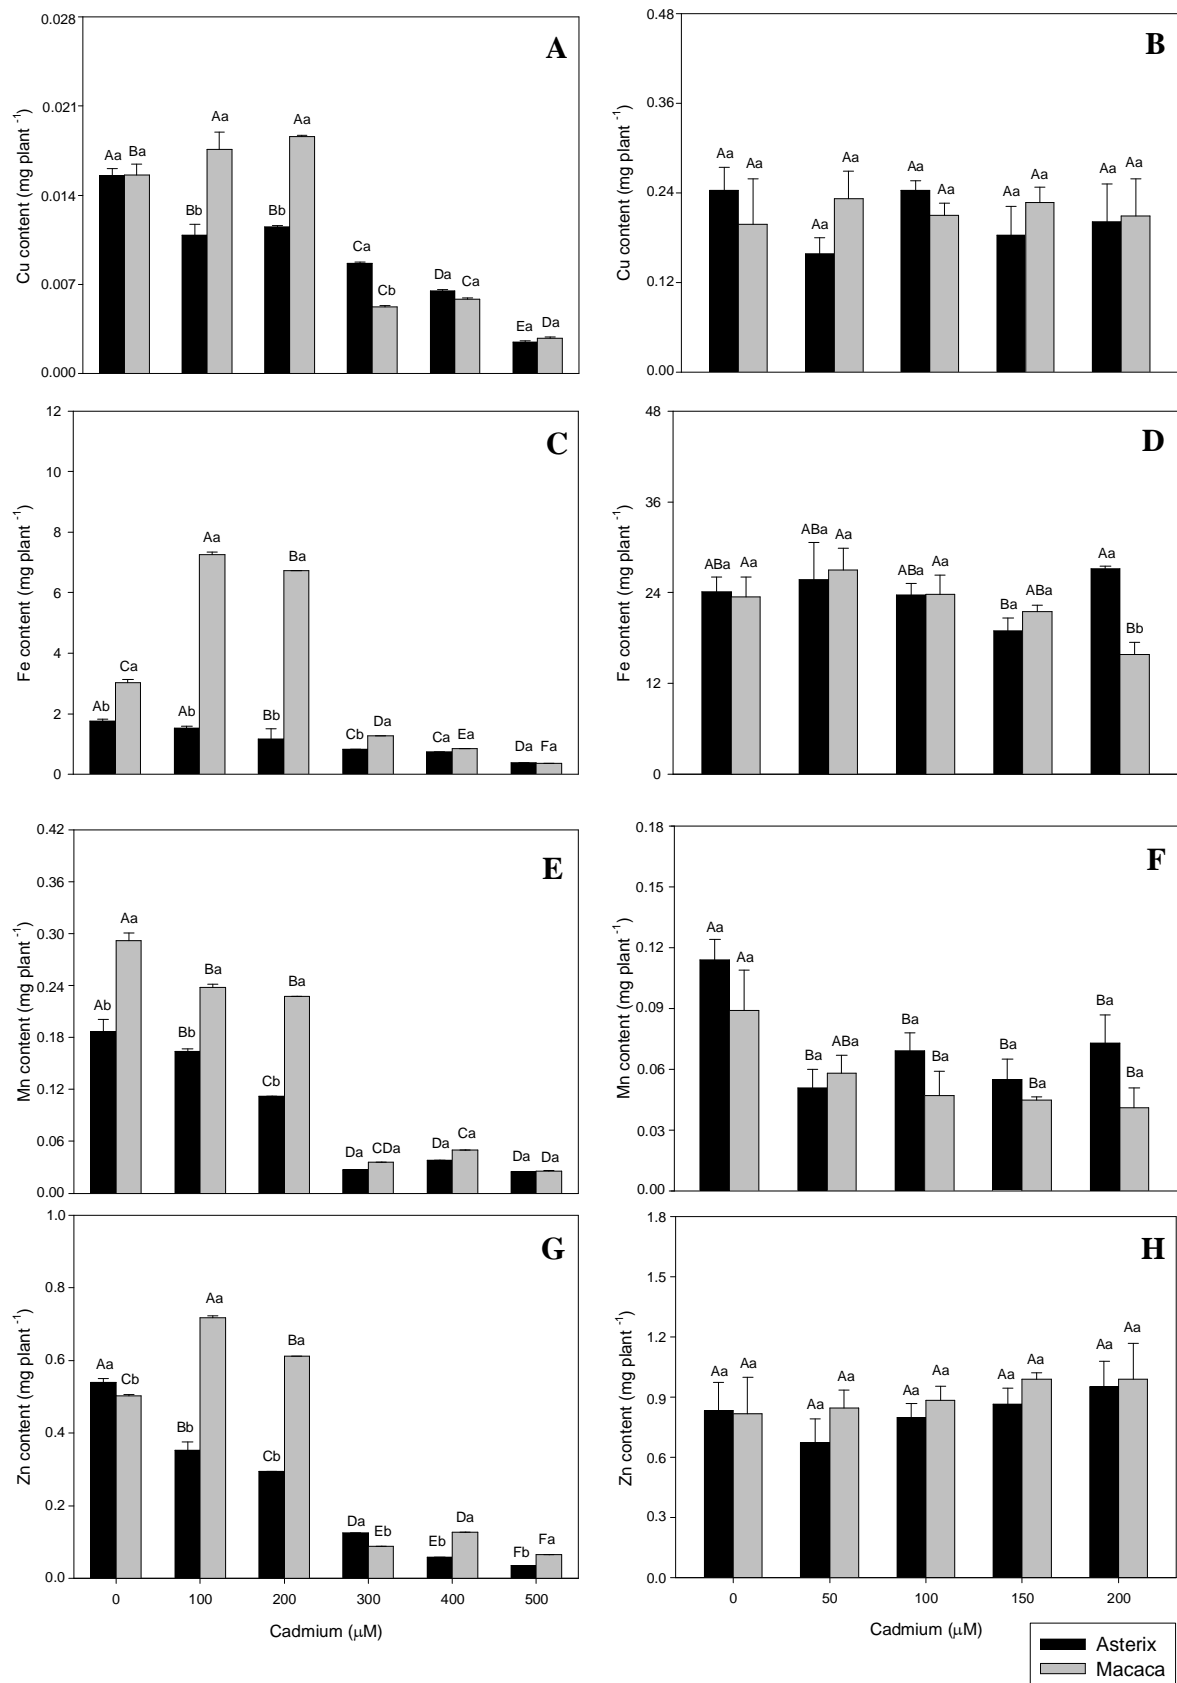 A
Cu content (mg plant -1)
0.028
0.021
0.014
0.007
0.000
Aa Ba Bb Aa Bb Aa Ca Cb Da Ca Ea Da
B
Cu content (mg plant -1)
0.48
0.36
0.24
0.12
0.00
Aa Aa Aa Aa Aa Aa Aa Aa Aa Aa
C
Fe content (mg plant -1)
12
10
8
6
4
2
0
Ab Ca Ab Aa Bb Ba Cb Da Ca Ea Da Fa
D
Fe content (mg plant -1)
48
36
24
12
0
ABa Aa ABa Aa ABa Aa Ba ABa Aa Bb
E
Mn content (mg plant -1)
0.42
0.36
0.30
0.24
0.18
0.12
0.06
0.00
Ab Aa Bb Ba Cb Ba Da CDa Da Ca Da Da
F
Mn content (mg plant -1)
0.18
0.15
0.12
0.09
0.06
0.03
0.00
Aa Aa Ba ABa Ba Ba Ba Ba Ba Ba
G
Zn content (mg plant -1)
1.0
0.8
0.6
0.4
0.2
0.0
Aa Cb Bb Aa Cb Ba Da Eb Eb Da Fb Fa
0 100 200 300 400 500
Cadmium (μM)
H
Zn content (mg plant -1)
1.8
1.5
1.2
0.9
0.6
0.3
0.0
Aa Aa Aa Aa Aa Aa Aa Aa Aa Aa
0 50 100 150 200
Cadmium (μM)
Asterix
Macaca